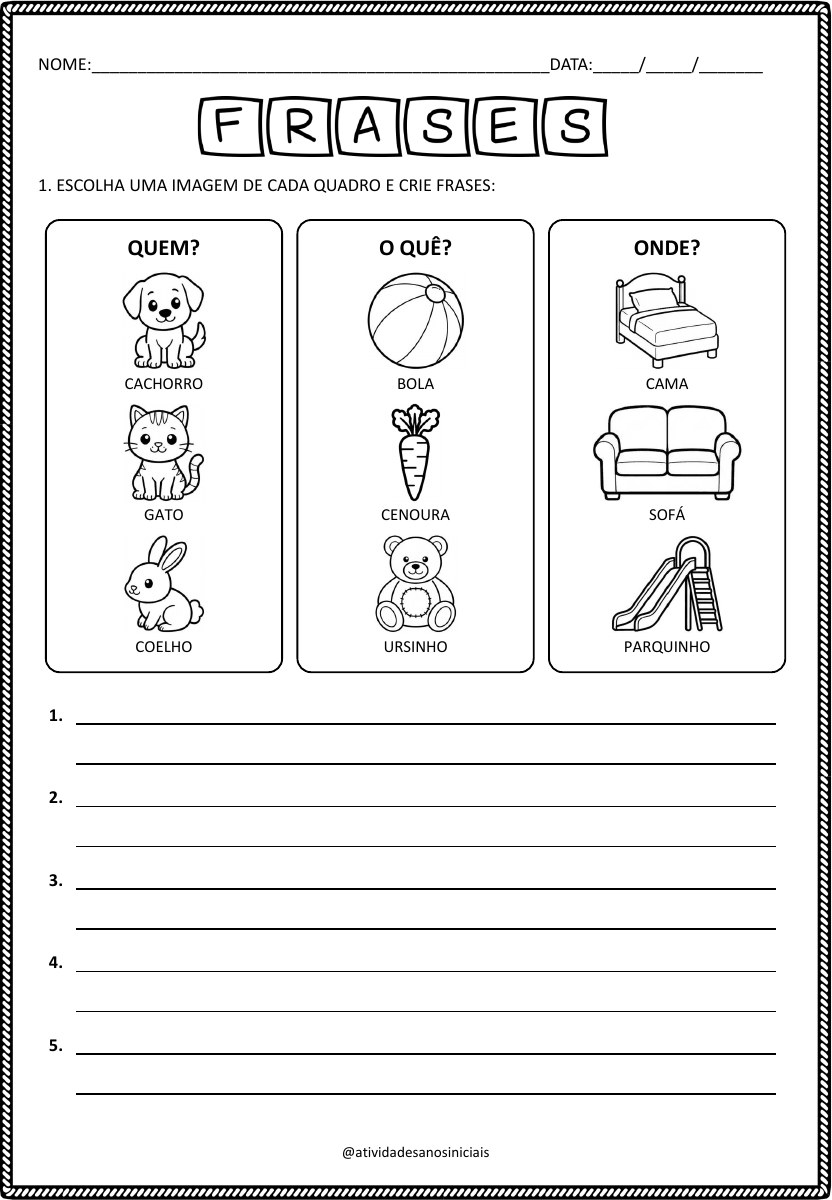 NOME:_________________________________________________DATA:_____/_____/_______
FRASES
1. ESCOLHA UMA IMAGEM DE CADA QUADRO E CRIE FRASES:
QUEM?
CACHORRO
GATO
COELHO
O QUÊ?
BOLA
CENOURA
URSINHO
ONDE?
CAMA
SOFÁ
PARQUINHO
1.
2.
3.
4.
5.
@atividadesanosiniciais